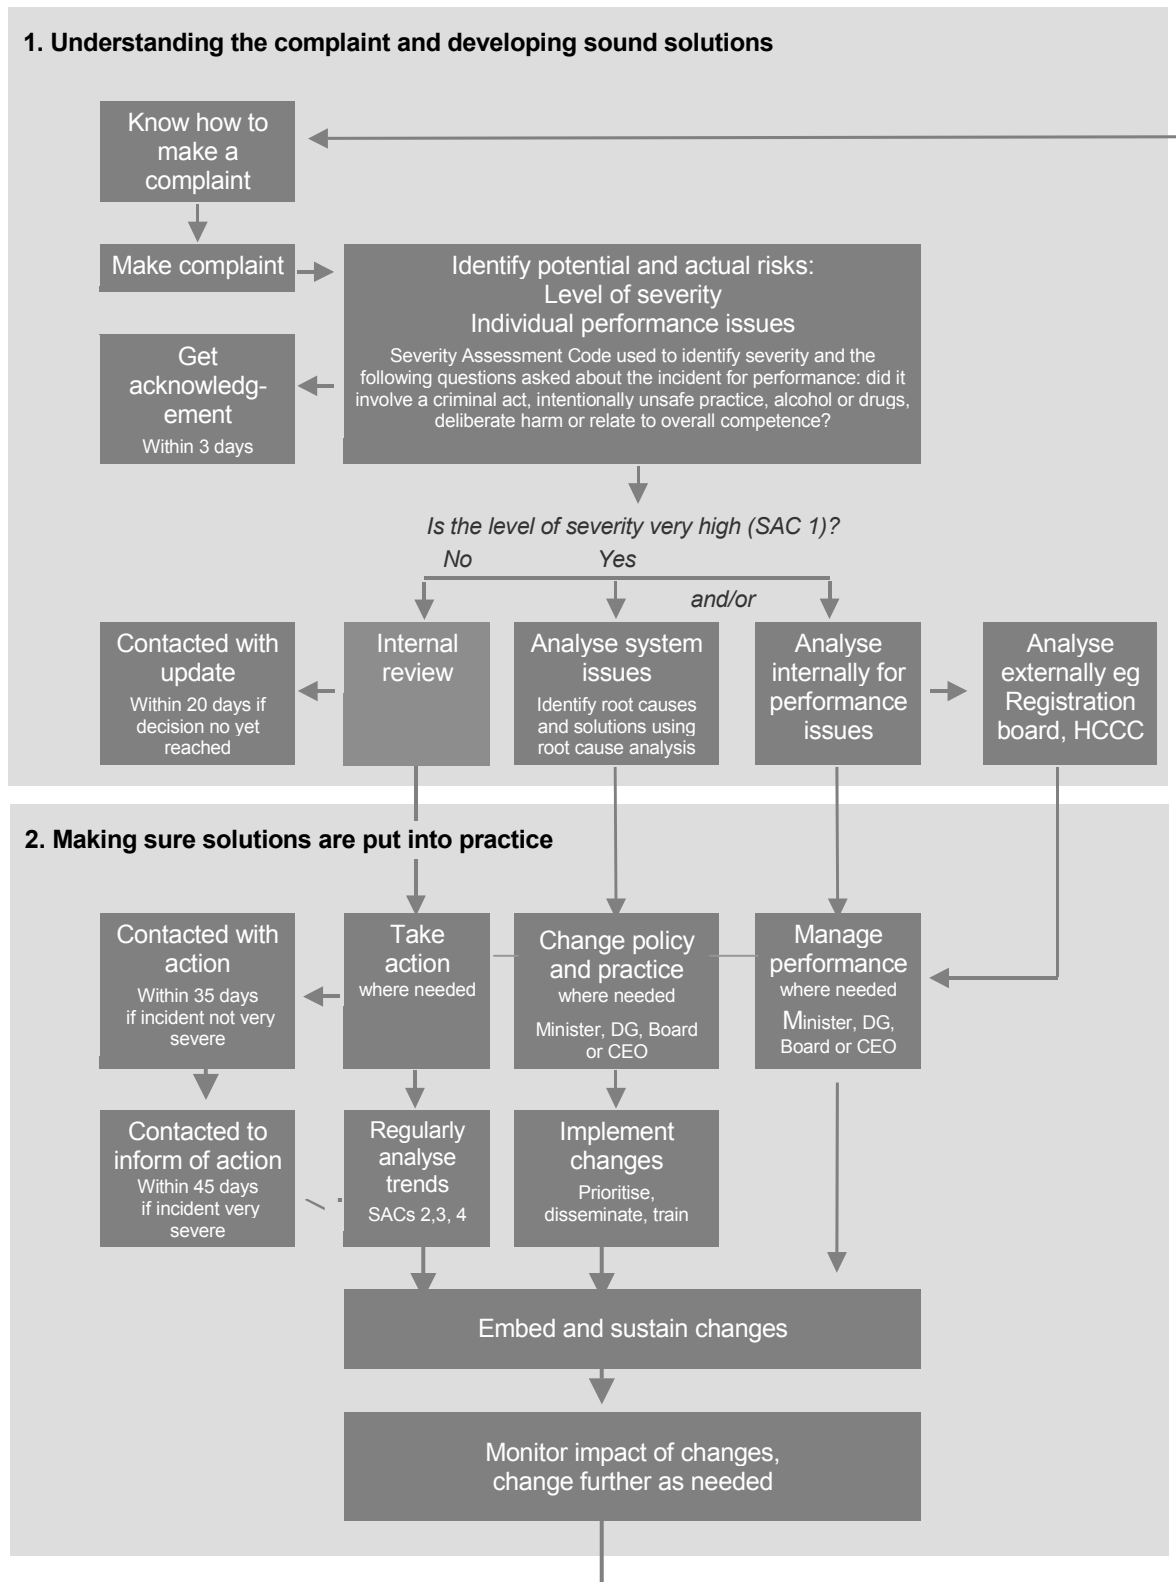 1. Understanding the complaint and developing sound solutions
Know how to
make a
complaint
Make complaint
Identify potential and actual risks:
Level of severity
Individual performance issues
Severity Assessment Code used to identify severity and the
following questions asked about the incident for performance: did it
involve a criminal act, intentionally unsafe practice, alcohol or drugs,
deliberate harm or relate to overall competence?
Get
acknowledg-
ement
Within 3 days
Is the level of severity very high (SAC 1)?
No Yes
and/or
Contacted with
update
Within 20 days if
decision no yet
reached
Internal
review
Analyse system
issues
Identify root causes
and solutions using
root cause analysis
Analyse
internally for
performance
issues
Analyse
externally eg
Registration
board, HCCC
2. Making sure solutions are put into practice
Contacted with
action
Within 35 days
if incident not very
severe
Take
action
where needed
Change policy
and practice
where needed
Minister, DG, Board
or CEO
Manage
performance
where needed
Minister, DG,
Board or CEO
Contacted to
inform of action
Within 45 days
if incident very
severe
Regularly
analyse
trends
SACs 2,3, 4
Implement
changes
Prioritise,
disseminate, train
Embed and sustain changes
Monitor impact of changes,
change further as needed